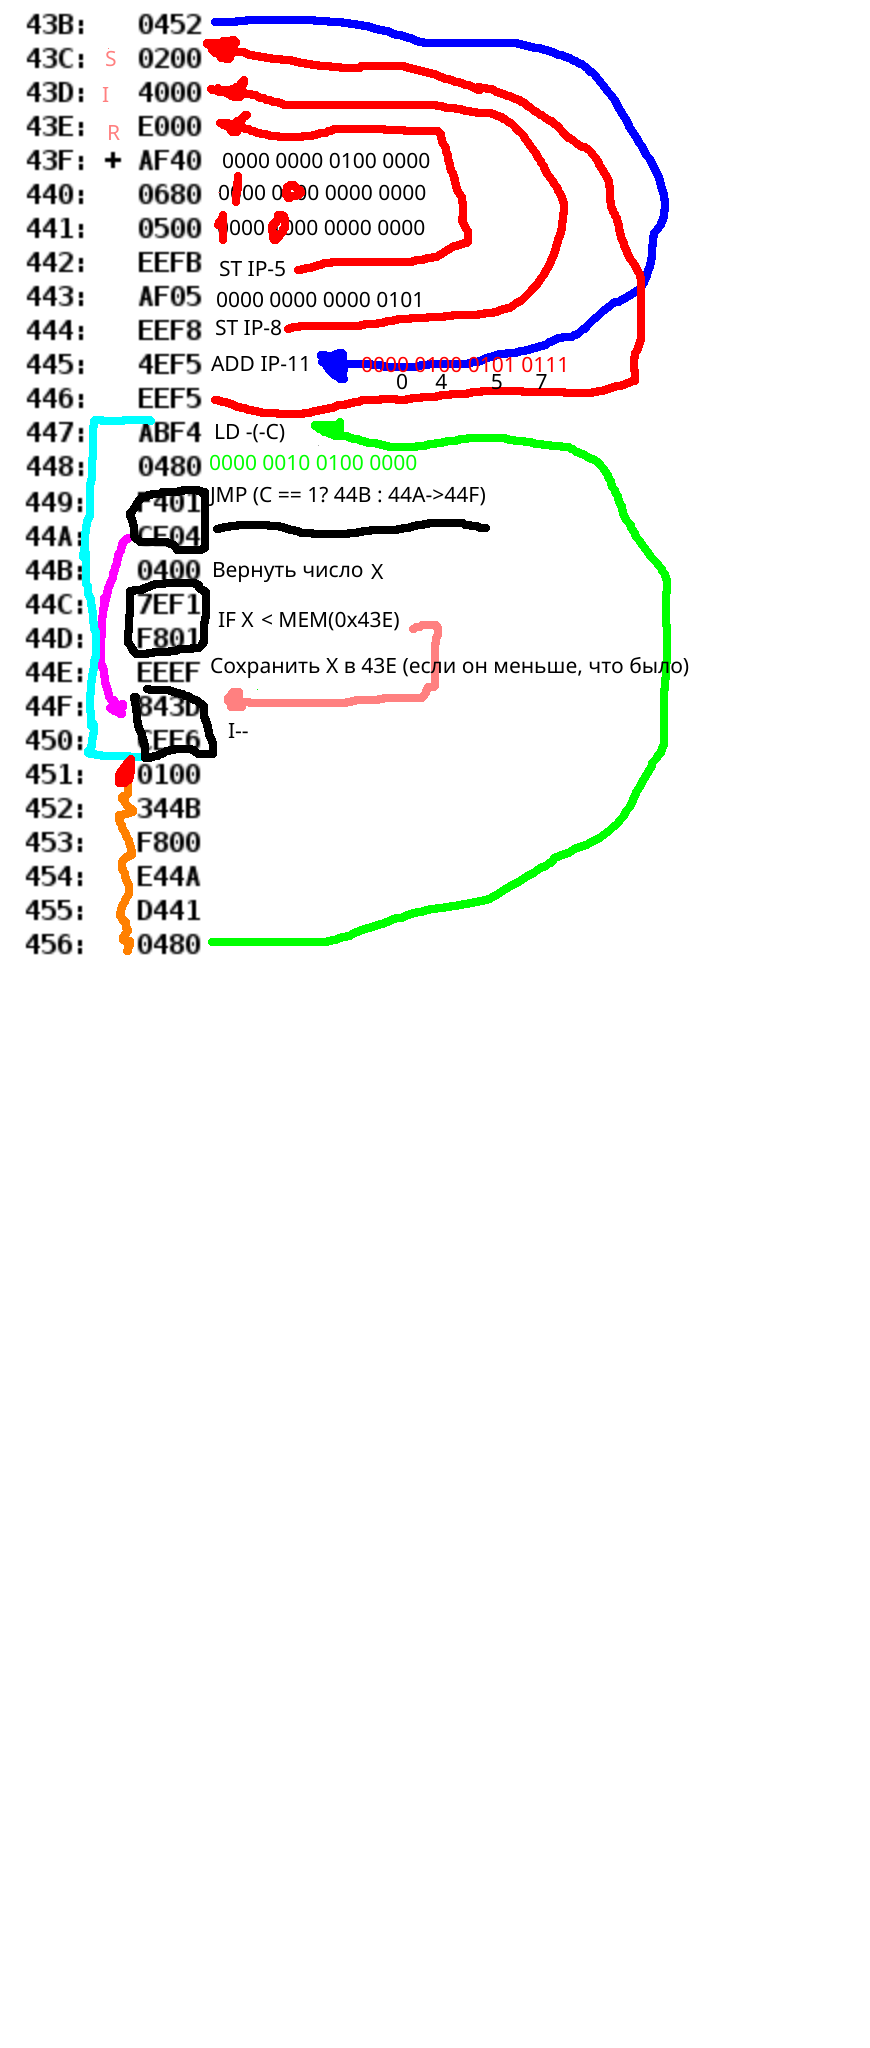 43B: 0452
43C: S 0200
43D: I 4000
43E: R E000
43F: + AF40 0000 0000 0100 0000
440: 0680 0000 0000 0000
441: 0500 0000 0000 0000
442: EEFB ST IP-5
443: AF05 0000 0000 0000 0101
444: EEF8 ST IP-8
445: 4EF5 ADD IP-11 0000 0100 0101 0111
0 4 5 7
446: EEF5
447: ABF4 LD -(-C)
448: 0480 0000 0010 0100 0000
449: F401 JMP (C == 1? 44B : 44A->44F)
44A: CE04
44B: 0400 Вернуть число X
44C: 7EF1 IF X < MEM(0x43E)
44D: F801
44E: EEEF Сохранить X в 43E (если он меньше, что было)
44F: 843D
450: CEF6 I--
451: 0100
452: 344B
453: F800
454: E44A
455: D441
456: 0480